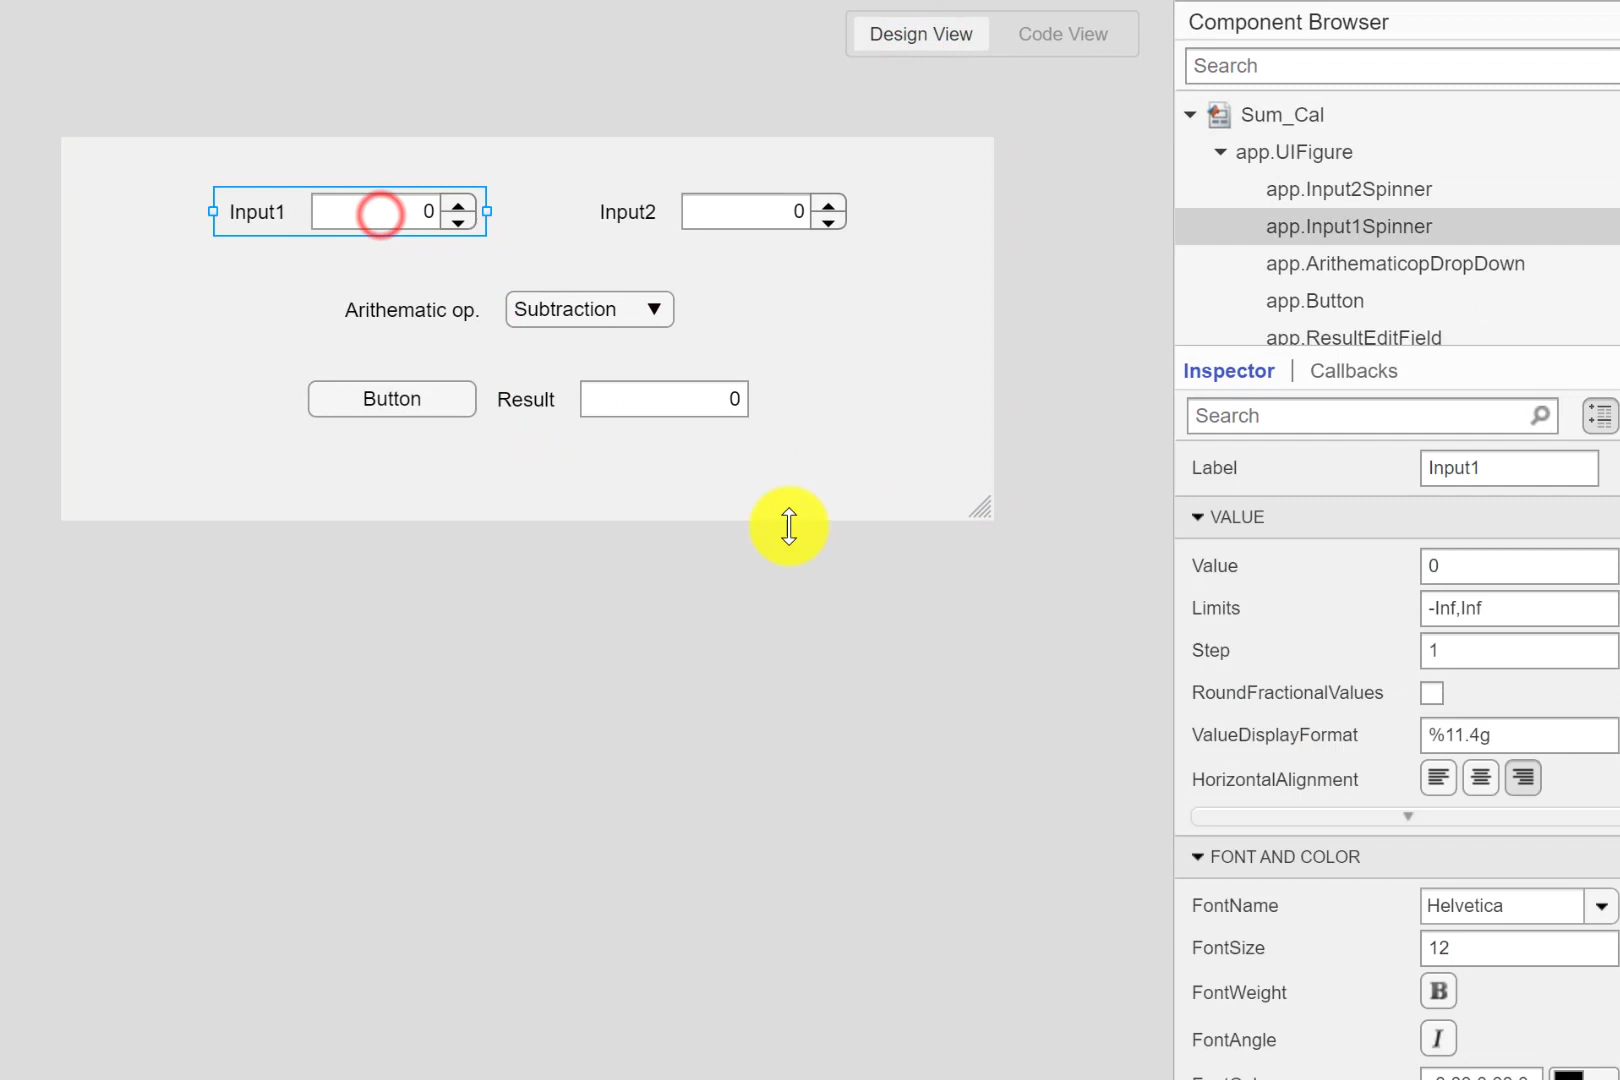 Design View
Code View
Component Browser
Search
Sum_Cal
app.UIFigure
app.Input2Spinner
app.Input1Spinner
app.ArithematicopDropDown
app.Button
app.ResultEditField
Input1
0
Input2
0
Arithematic op.
Subtraction
Button
Result
0
Inspector
Callbacks
Search
Label
Input1
VALUE
Value
0
Limits
-Inf,Inf
Step
1
RoundFractionalValues
ValueDisplayFormat
%11.4g
HorizontalAlignment
FONT AND COLOR
FontName
Helvetica
FontSize
12
FontWeight
B
FontAngle
I